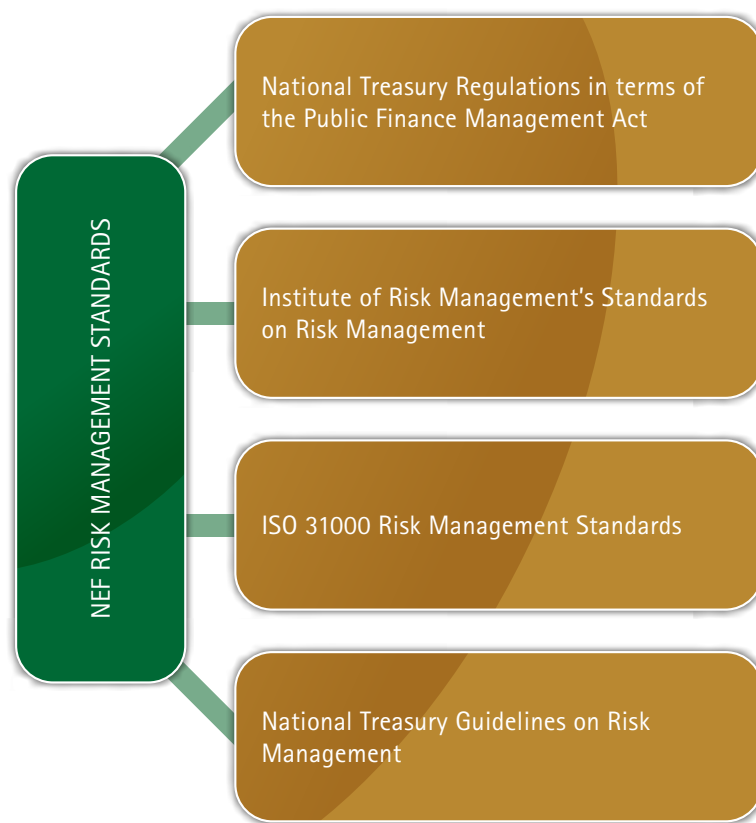 NEF RISK MANAGEMENT STANDARDS
National Treasury Regulations in terms of
the Public Finance Management Act
Institute of Risk Management's Standards
on Risk Management
ISO 31000 Risk Management Standards
National Treasury Guidelines on Risk
Management